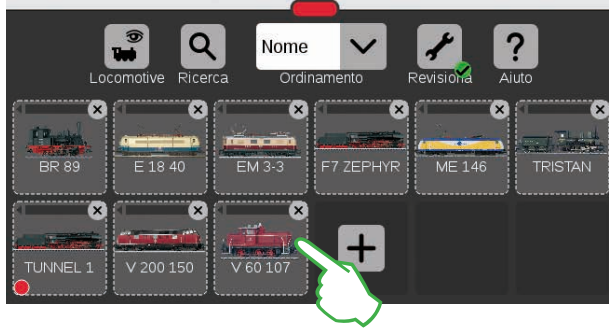 Nome
Locomotive Ricerca Ordinamento Revisiona Aiuto
BR 89 E 18 40 EM 3-3 F7 ZEPHYR ME 146 TRISTAN
TUNNEL 1 V 200 150 V 60 107